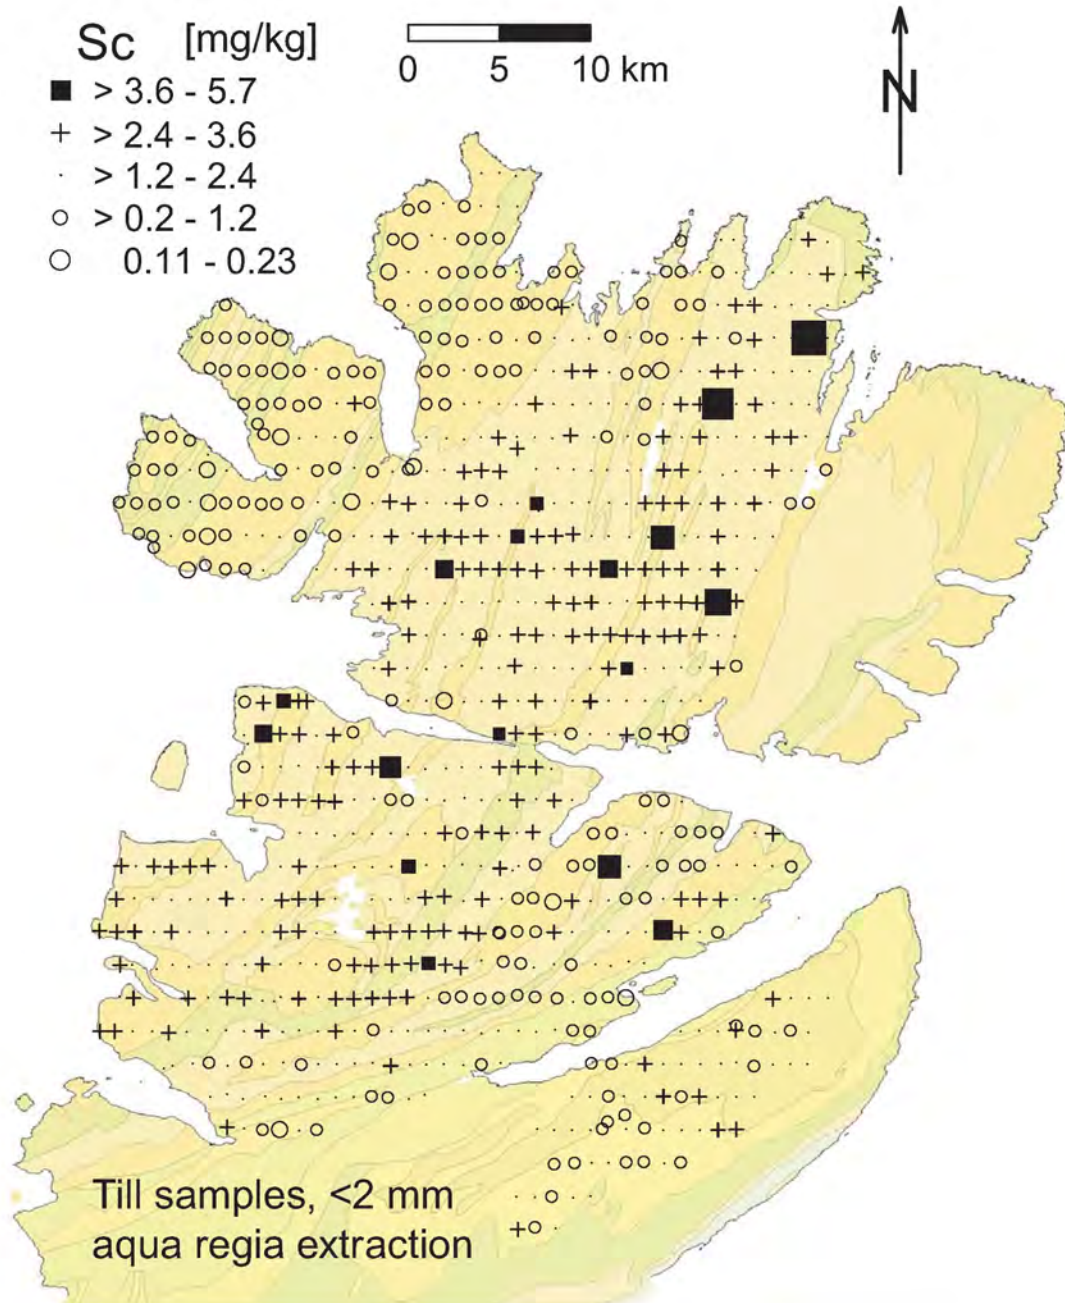 Sc [mg/kg]
> 3.6 - 5.7
> 2.4 - 3.6
> 1.2 - 2.4
> 0.2 - 1.2
0.11 - 0.23
0 5 10 km
N
Till samples, <2 mm
aqua regia extraction